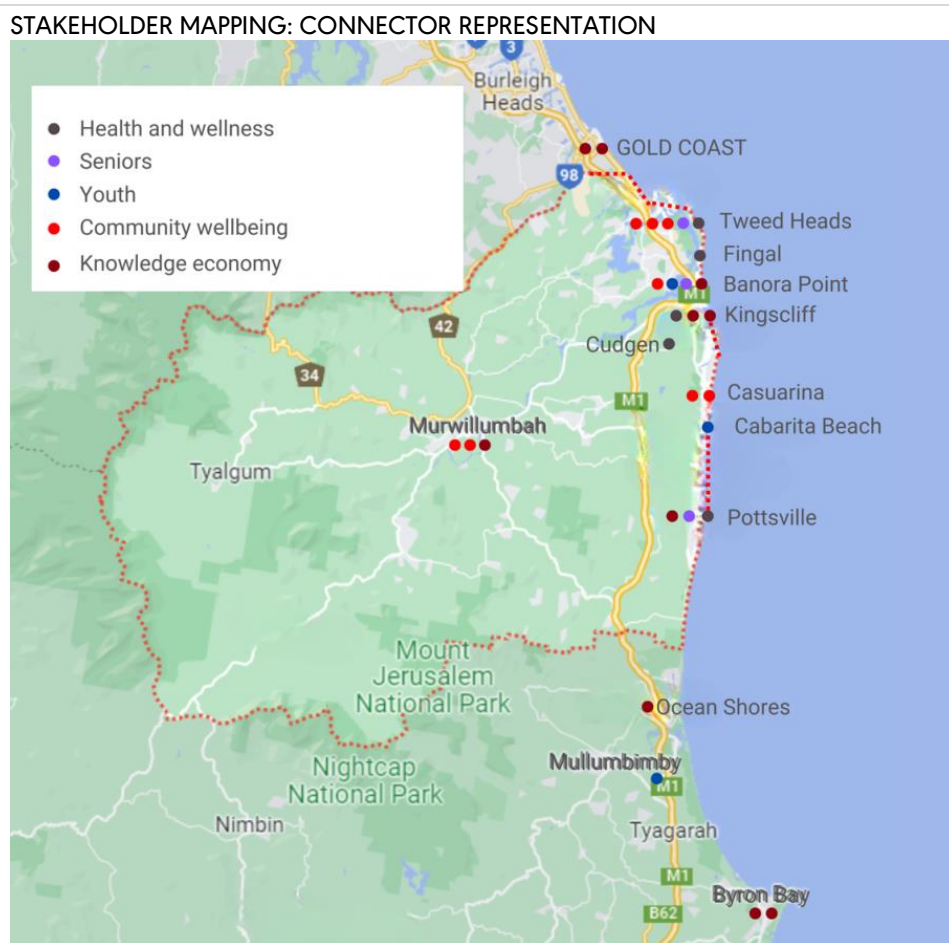 STAKEHOLDER MAPPING: CONNECTOR REPRESENTATION
3
Burleigh
Heads
Health and wellness
Seniors
Youth
Community wellbeing
Knowledge economy
GOLD COAST
98
Tweed Heads
Fingal
Banora Point
M1
Kingscliff
42
Cudgen
34
M1
Casuarina
Murwillumbah
Cabarita Beach
Tyalgum
Pottsville
Mount
Jerusalem
National Park
Ocean Shores
Mullumbimby
Nightcap
National Park
M1
Nimbin
Tyagarah
M1
Byron Bay
B62